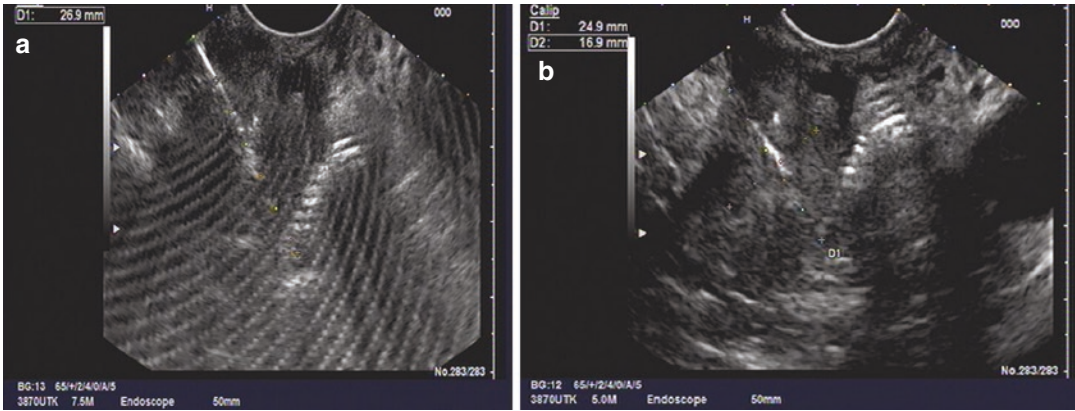 Calip
D1: 26.9 mm
a
H
000
No.283/283
BG:13 65/+/2/4/0/A/5
3870UTK 7.5M Endoscope 50mm
Calip
D1: 24.9 mm
D2: 16.9 mm
b
H
000
D1
No.283/283
BG:12 65/+/2/4/0/A/5
3870UTK 5.0M Endoscope 50mm